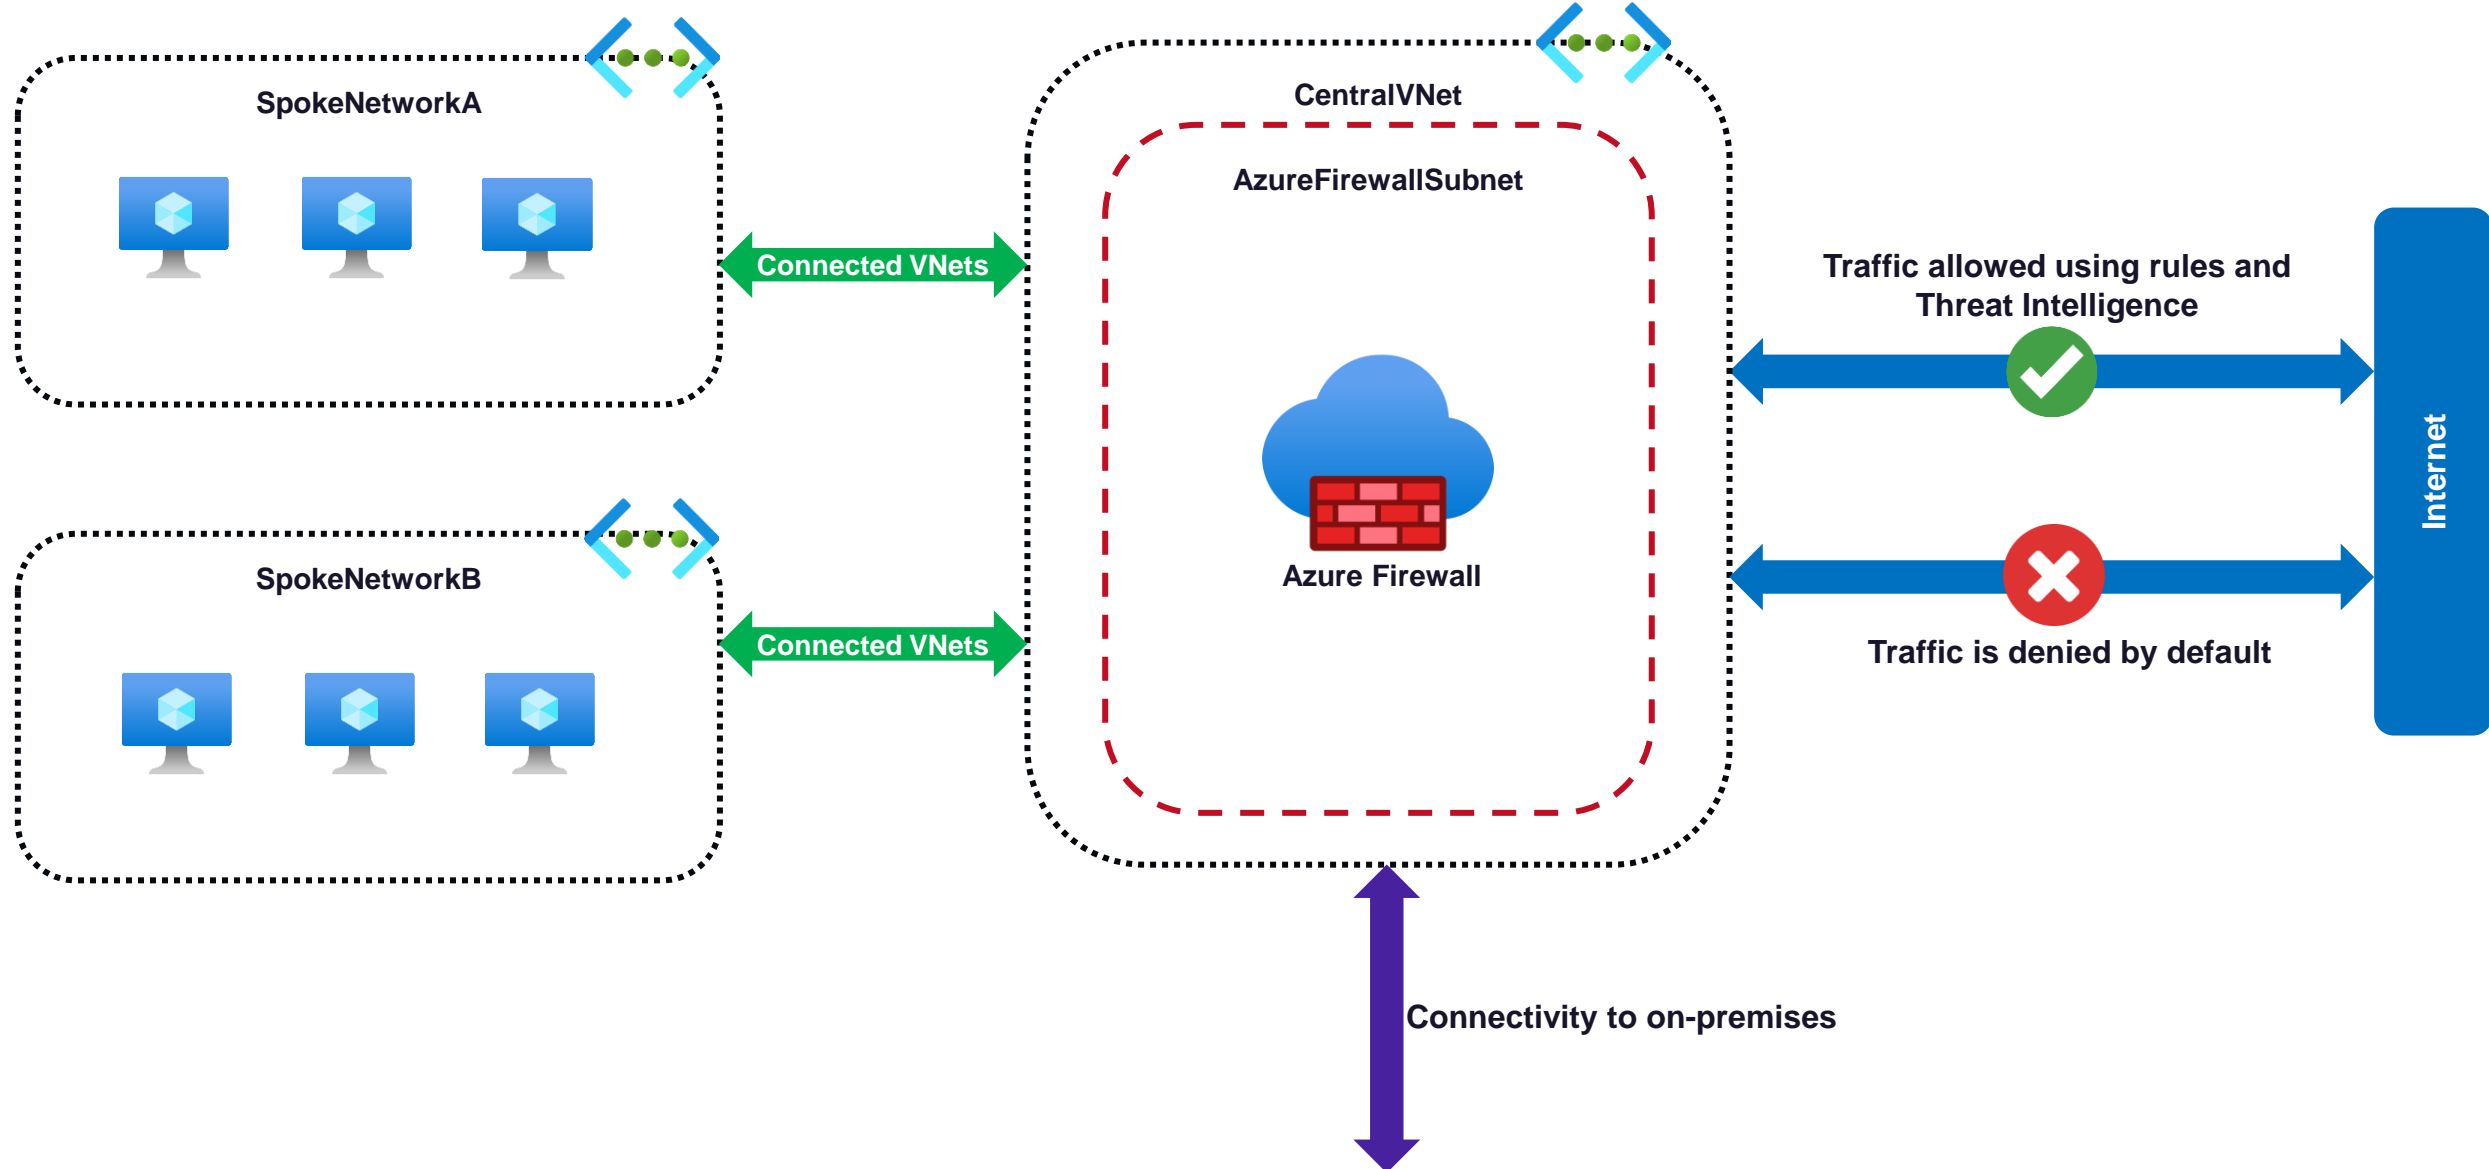 SpokeNetworkA
Connected VNets
SpokeNetworkB
Connected VNets
CentralVNet
AzureFirewallSubnet
Azure Firewall
Traffic allowed using rules and
Threat Intelligence
Traffic is denied by default
Internet
Connectivity to on-premises